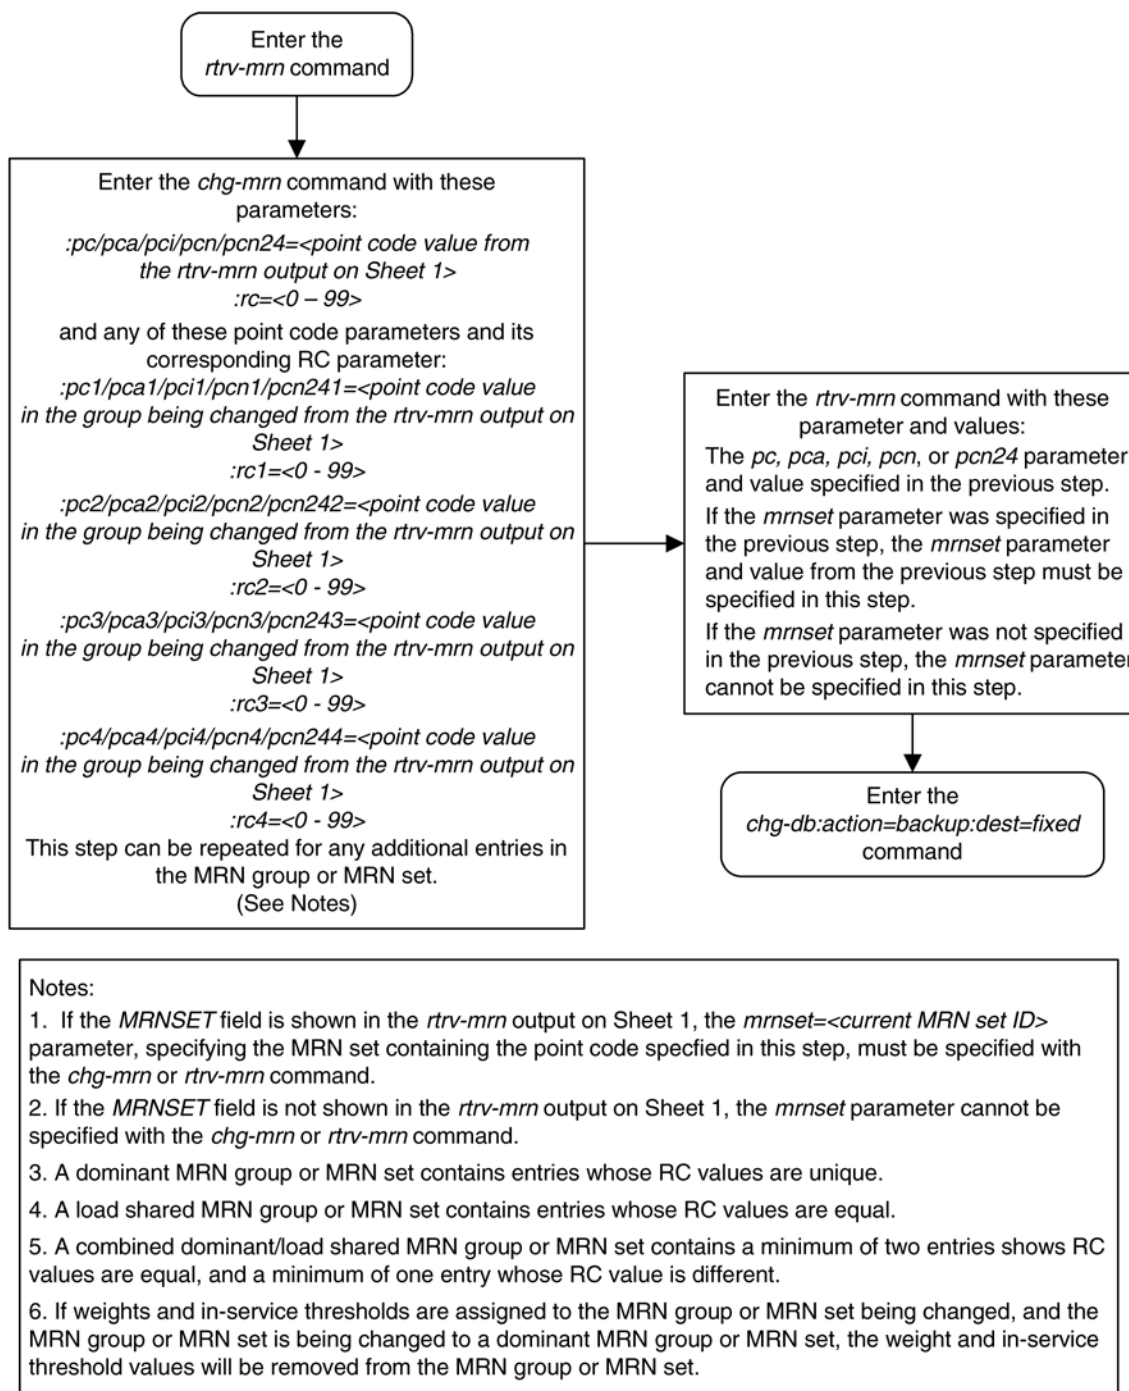 Enter the
rtrv-mrn command
Enter the chg-mrn command with these
parameters:
:pc/pca/pci/pcn/pcn24=<point code value from
the rtrv-mrn output on Sheet 1>
:rc=<0 – 99>
and any of these point code parameters and its
corresponding RC parameter:
:pc1/pca1/pci1/pcn1/pcn241=<point code value
in the group being changed from the rtrv-mrn output on
Sheet 1>
:rc1=<0 - 99>
:pc2/pca2/pci2/pcn2/pcn242=<point code value
in the group being changed from the rtrv-mrn output on
Sheet 1>
:rc2=<0 - 99>
:pc3/pca3/pci3/pcn3/pcn243=<point code value
in the group being changed from the rtrv-mrn output on
Sheet 1>
:rc3=<0 - 99>
:pc4/pca4/pci4/pcn4/pcn244=<point code value
in the group being changed from the rtrv-mrn output on
Sheet 1>
:rc4=<0 - 99>
This step can be repeated for any additional entries in
the MRN group or MRN set.
(See Notes)
Enter the rtrv-mrn command with these
parameter and values:
The pc, pca, pci, pcn, or pcn24 parameter
and value specified in the previous step.
If the mrnset parameter was specified in
the previous step, the mrnset parameter
and value from the previous step must be
specified in this step.
If the mrnset parameter was not specified
in the previous step, the mrnset parameter
cannot be specified in this step.
Enter the
chg-db:action=backup:dest=fixed
command
Notes:
1. If the MRNSET field is shown in the rtrv-mrn output on Sheet 1, the mrnset=<current MRN set ID>
parameter, specifying the MRN set containing the point code specfied in this step, must be specified with
the chg-mrn or rtrv-mrn command.
2. If the MRNSET field is not shown in the rtrv-mrn output on Sheet 1, the mrnset parameter cannot be
specified with the chg-mrn or rtrv-mrn command.
3. A dominant MRN group or MRN set contains entries whose RC values are unique.
4. A load shared MRN group or MRN set contains entries whose RC values are equal.
5. A combined dominant/load shared MRN group or MRN set contains a minimum of two entries shows RC
values are equal, and a minimum of one entry whose RC value is different.
6. If weights and in-service thresholds are assigned to the MRN group or MRN set being changed, and the
MRN group or MRN set is being changed to a dominant MRN group or MRN set, the weight and in-service
threshold values will be removed from the MRN group or MRN set.